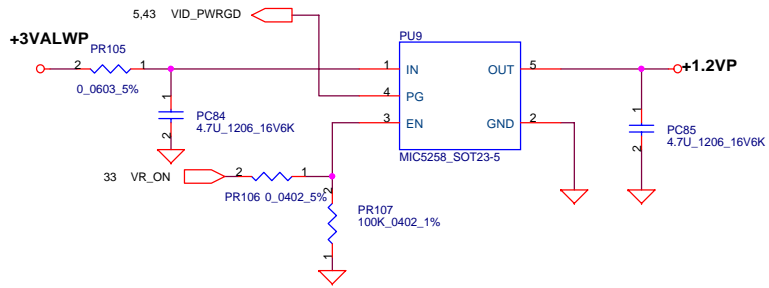 5,43 VID_PWRGD
+3VALWP
PR105
2 1
0_0603_5%
1
PC84
4.7U_1206_16V6K
2
PU9
1 IN OUT 5
4 PG
3 EN GND 2
MIC5258_SOT23-5
+1.2VP
1
PC85
4.7U_1206_16V6K
2
33 VR_ON
2 1
PR106 0_0402_5%
2
PR107
100K_0402_1%
1